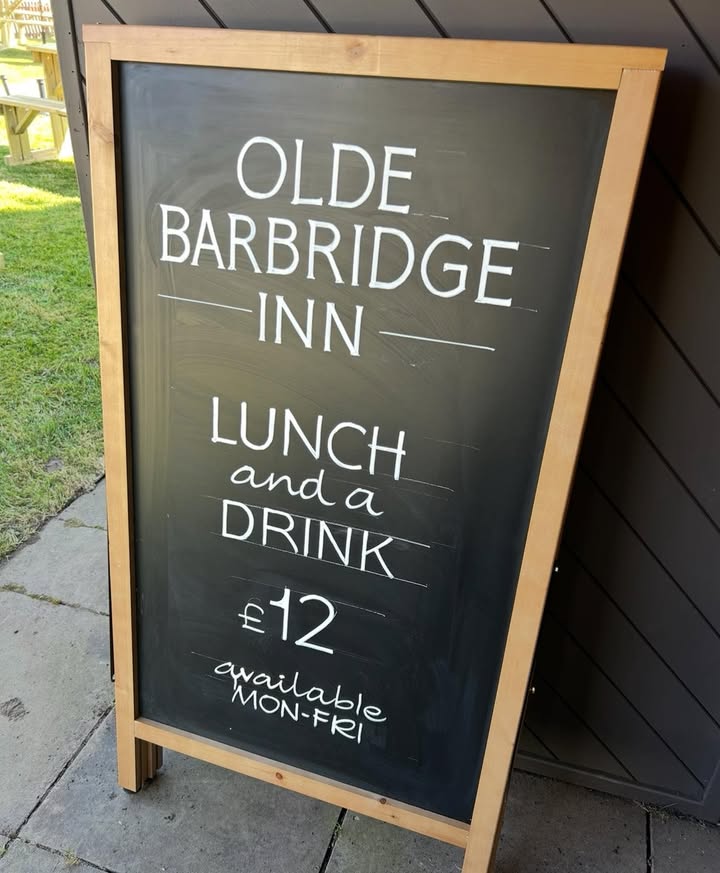 OLDE
BARBRIDGE
INN
LUNCH
and a
DRINK
£12
available
MON-FRI